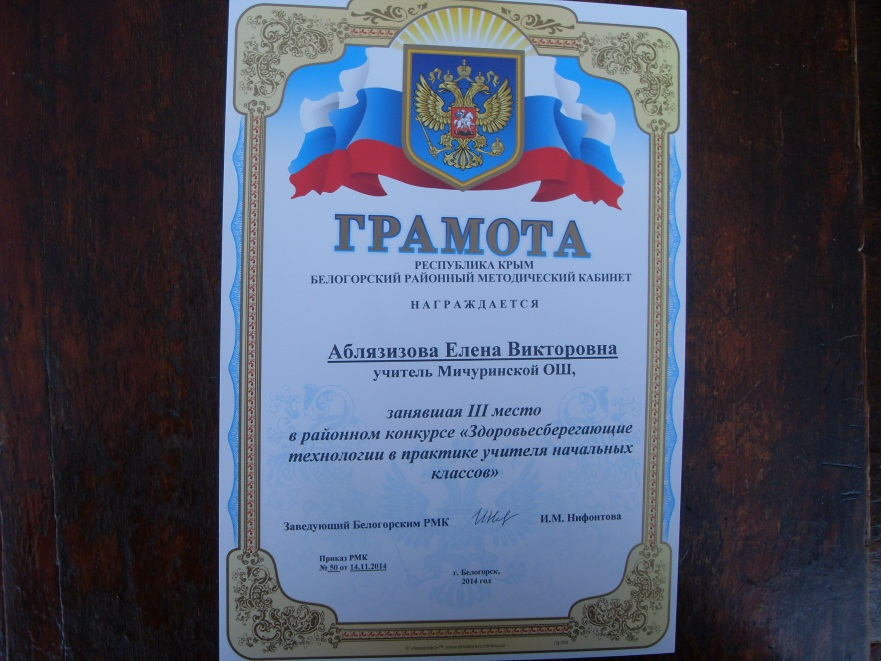 ГРАМОТА
РЕСПУБЛИКА КРЫМ
БЕЛОГОРСКИЙ РАЙОННЫЙ МЕТОДИЧЕСКИЙ КАБИНЕТ
НАГРАЖДАЕТСЯ
Аблязизова Елена Викторовна
учитель Мичуринской ОШ,
занявшая III место
в районном конкурсе «Здоровьесберегающие
технологии в практике учителя начальных
классов»
Заведующий Белогорским РМК И.М. Нифонтова
Приказ РМК
№ 50 от 14.11.2014
г. Белогорск,
2014 год